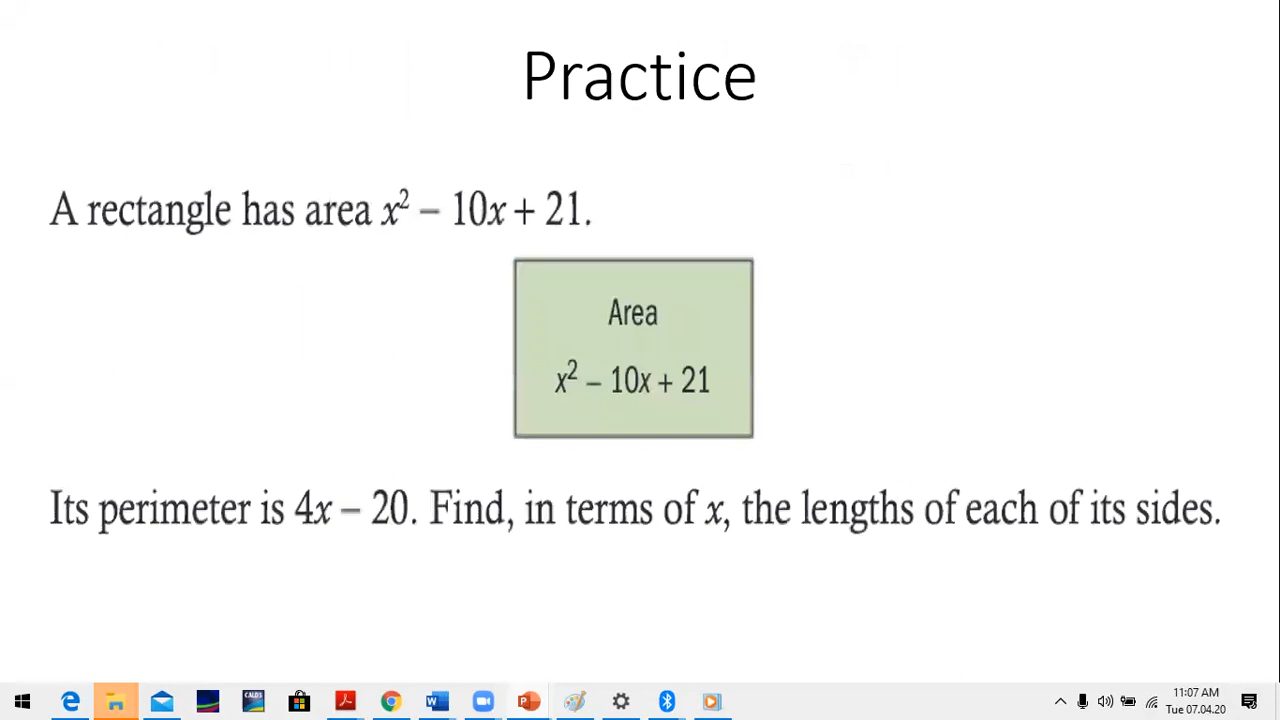 Practice
A rectangle has area x² – 10x + 21.
Area
x² – 10x + 21
Its perimeter is 4x – 20. Find, in terms of x, the lengths of each of its sides.
11:07 AM
Tue 07.04.20